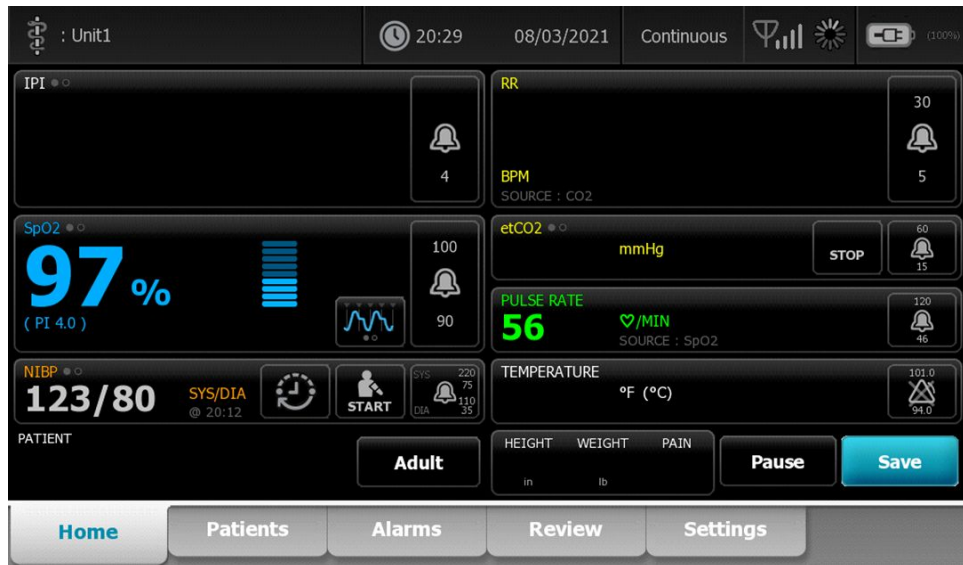 : Unit1
20:29
08/03/2021
Continuous
(100%)
IPI
4
RR
BPM
SOURCE : CO2
30
5
SpO2
97 %
( PI 4.0 )
100
90
etCO2
mmHg
STOP
60
15
PULSE RATE
56 /MIN
SOURCE : SpO2
120
46
NIBP
123/80
SYS/DIA
@ 20:12
START
SYS 220
75
110
DIA 35
TEMPERATURE
°F (°C)
101.0
94.0
PATIENT
Adult
HEIGHT WEIGHT PAIN
in lb
Pause
Save
Home Patients Alarms Review Settings